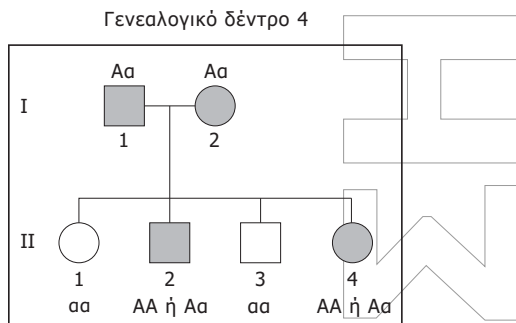 Γενεαλογικό δέντρο 4
Αα Αα
I
1 2
II
1 2 3 4
αα ΑΑ ή Αα αα ΑΑ ή Αα